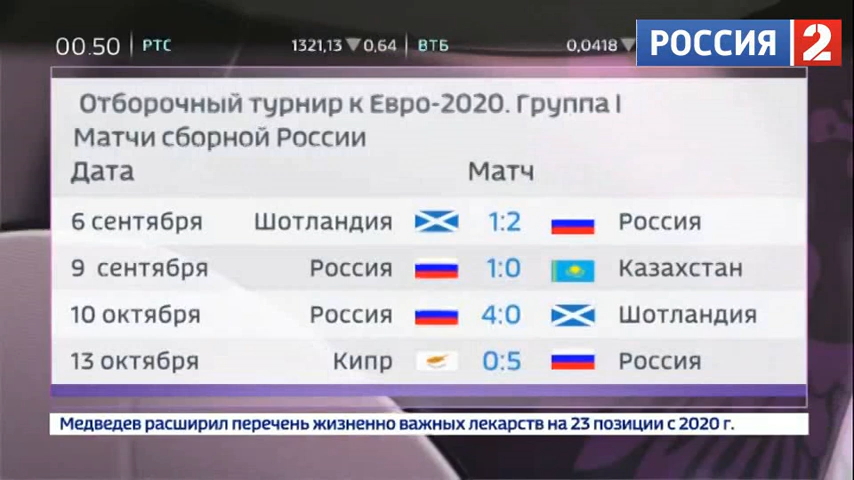 00.50 РТС 1321,13▼0,64 ВТБ 0,0418▼ РОССИЯ 2
Отборочный турнир к Евро-2020. Группа I
Матчи сборной России
Дата Матч
6 сентября Шотландия 1:2 Россия
9 сентября Россия 1:0 Казахстан
10 октября Россия 4:0 Шотландия
13 октября Кипр 0:5 Россия
Медведев расширил перечень жизненно важных лекарств на 23 позиции с 2020 г.